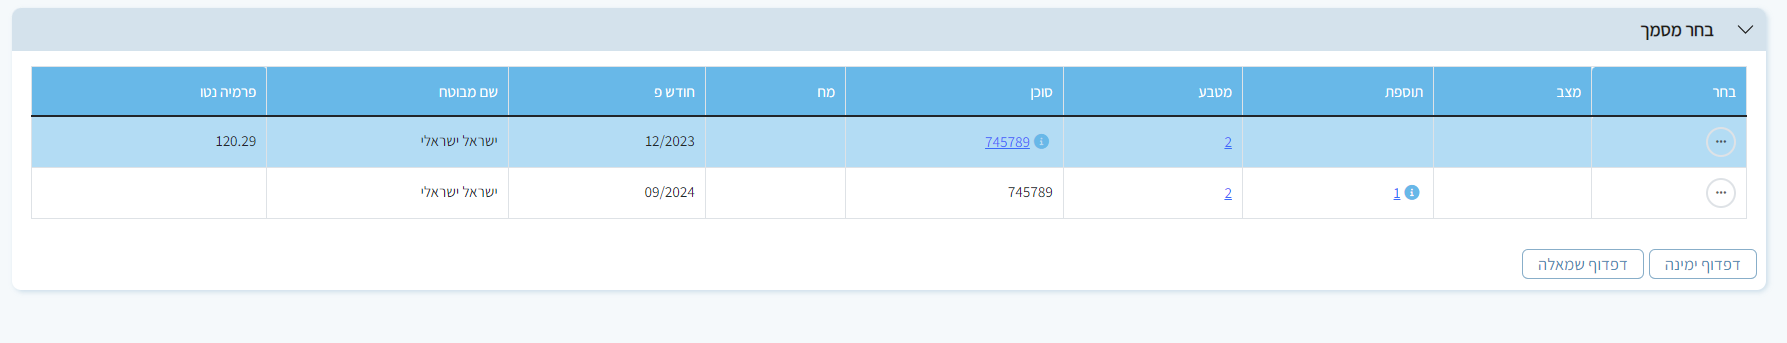 בחר מסמך
בחר מצב תוספת מטבע סוכן מח חודש פ שם מבוטח פרמיה נטו
2 745789 12/2023 ישראל ישראלי 120.29
1 2 745789 09/2024 ישראל ישראלי
דפדוף ימינה דפדוף שמאלה